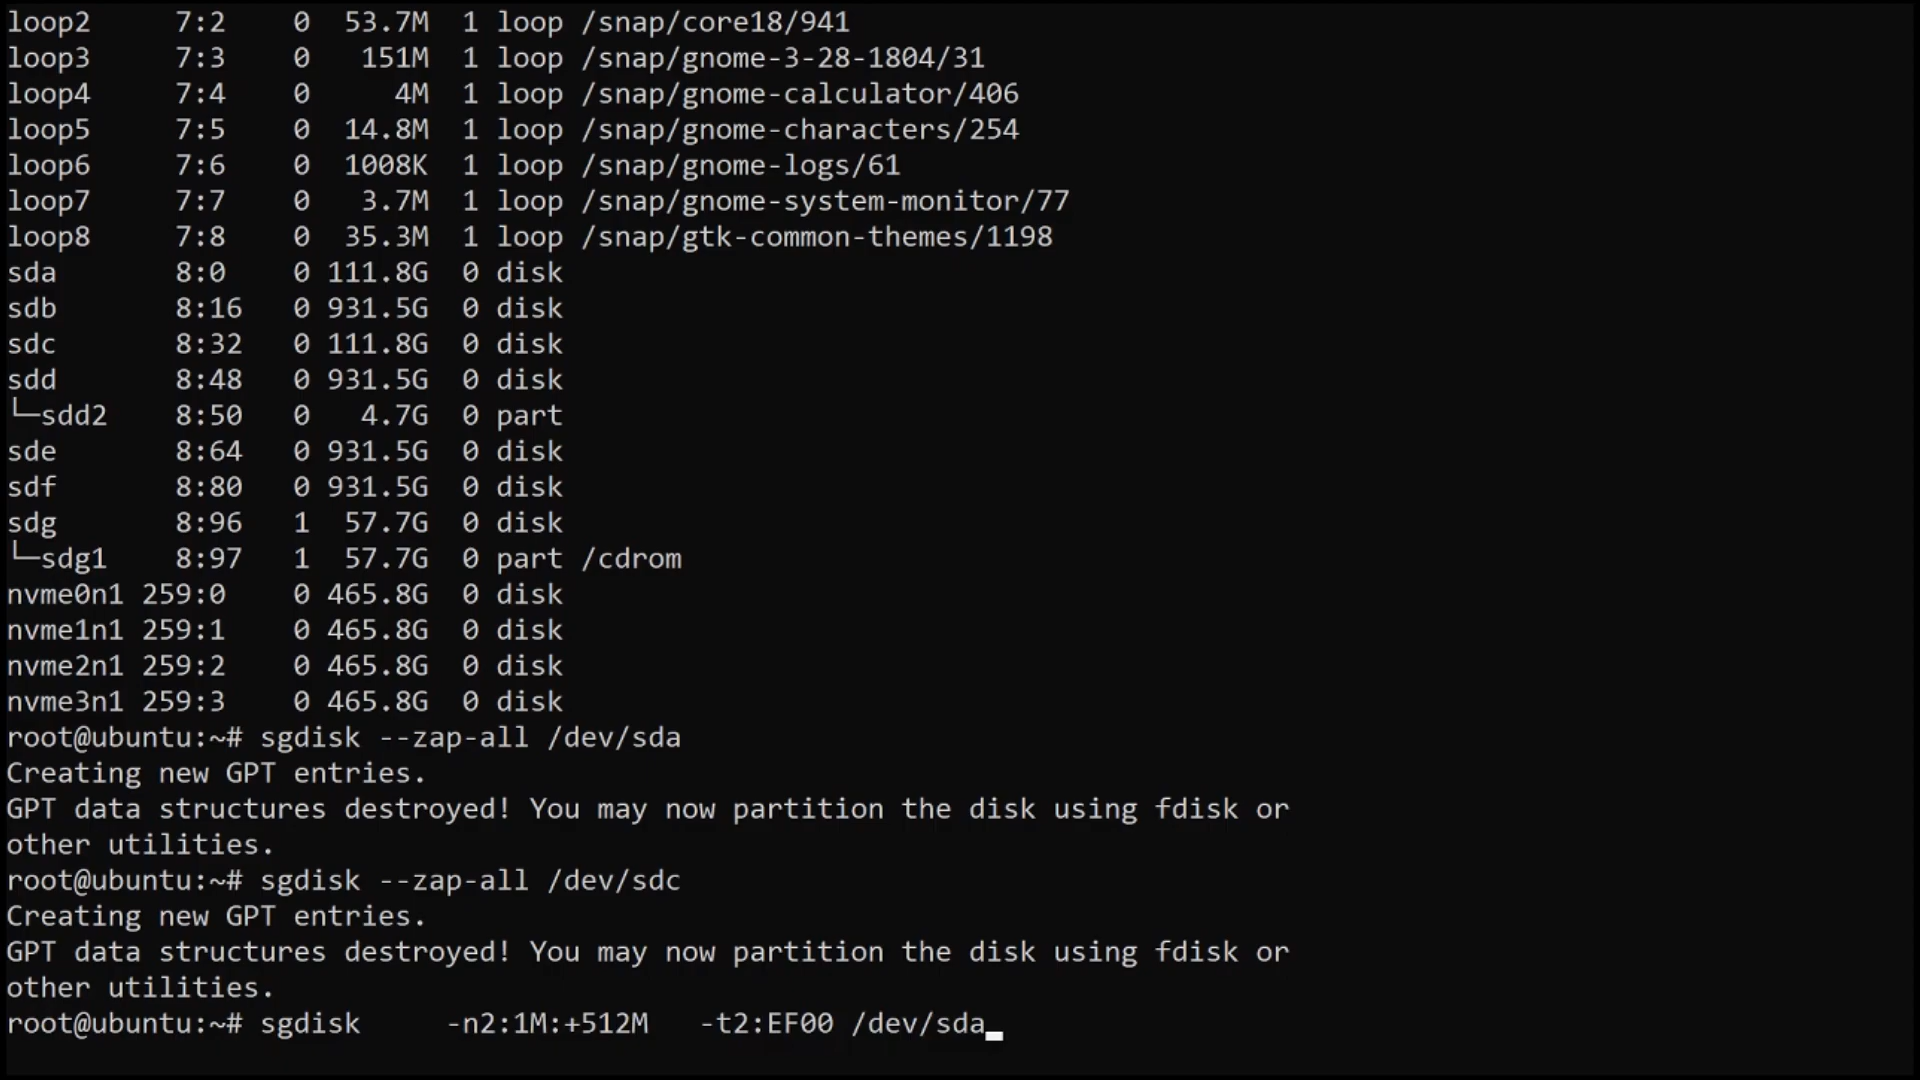 loop2     7:2    0  53.7M  1 loop /snap/core18/941
loop3     7:3    0   151M  1 loop /snap/gnome-3-28-1804/31
loop4     7:4    0     4M  1 loop /snap/gnome-calculator/406
loop5     7:5    0  14.8M  1 loop /snap/gnome-characters/254
loop6     7:6    0  1008K  1 loop /snap/gnome-logs/61
loop7     7:7    0   3.7M  1 loop /snap/gnome-system-monitor/77
loop8     7:8    0  35.3M  1 loop /snap/gtk-common-themes/1198
sda       8:0    0 111.8G  0 disk
sdb       8:16   0 931.5G  0 disk
sdc       8:32   0 111.8G  0 disk
sdd       8:48   0 931.5G  0 disk
└─sdd2    8:50   0   4.7G  0 part
sde       8:64   0 931.5G  0 disk
sdf       8:80   0 931.5G  0 disk
sdg       8:96   1  57.7G  0 disk
└─sdg1    8:97   1  57.7G  0 part /cdrom
nvme0n1 259:0    0 465.8G  0 disk
nvme1n1 259:1    0 465.8G  0 disk
nvme2n1 259:2    0 465.8G  0 disk
nvme3n1 259:3    0 465.8G  0 disk
root@ubuntu:~# sgdisk --zap-all /dev/sda
Creating new GPT entries.
GPT data structures destroyed! You may now partition the disk using fdisk or
other utilities.
root@ubuntu:~# sgdisk --zap-all /dev/sdc
Creating new GPT entries.
GPT data structures destroyed! You may now partition the disk using fdisk or
other utilities.
root@ubuntu:~# sgdisk     -n2:1M:+512M   -t2:EF00 /dev/sda